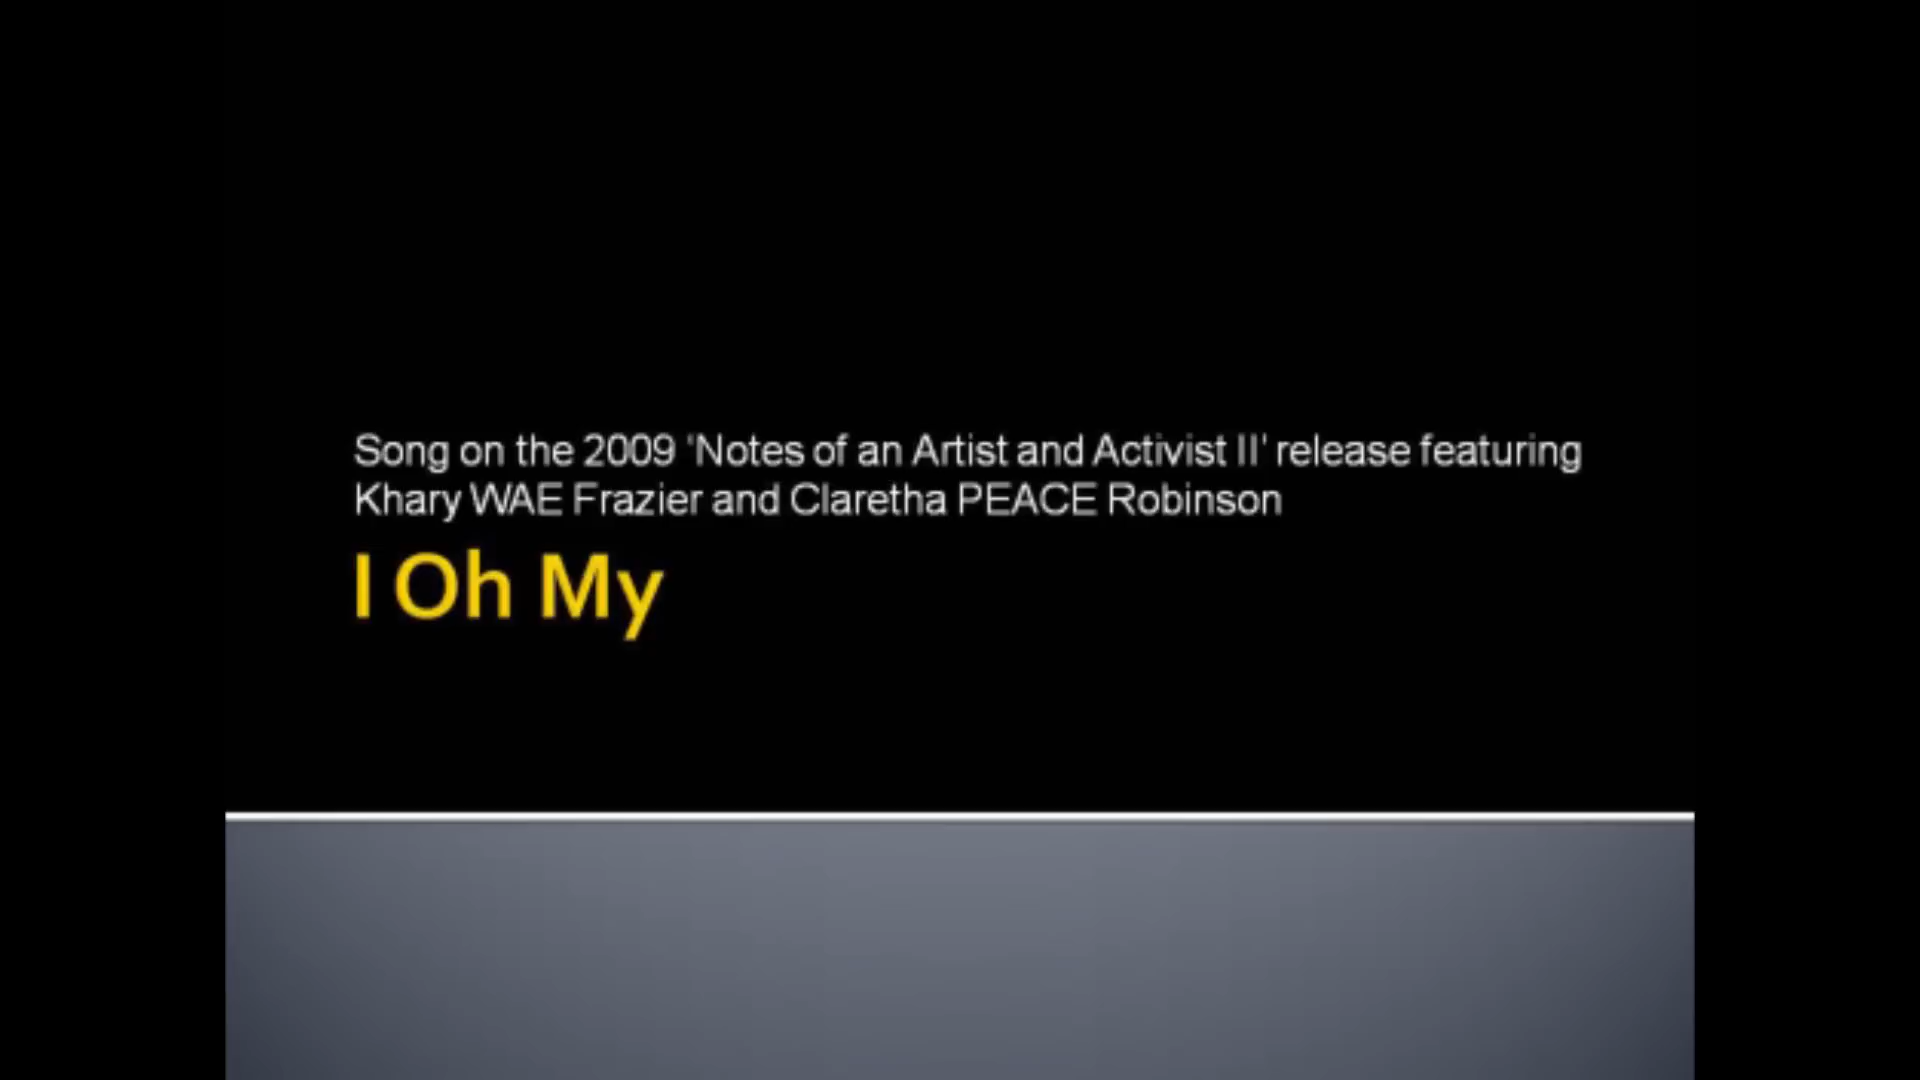 Song on the 2009 'Notes of an Artist and Activist II' release featuring
Khary WAE Frazier and Claretha PEACE Robinson
I Oh My